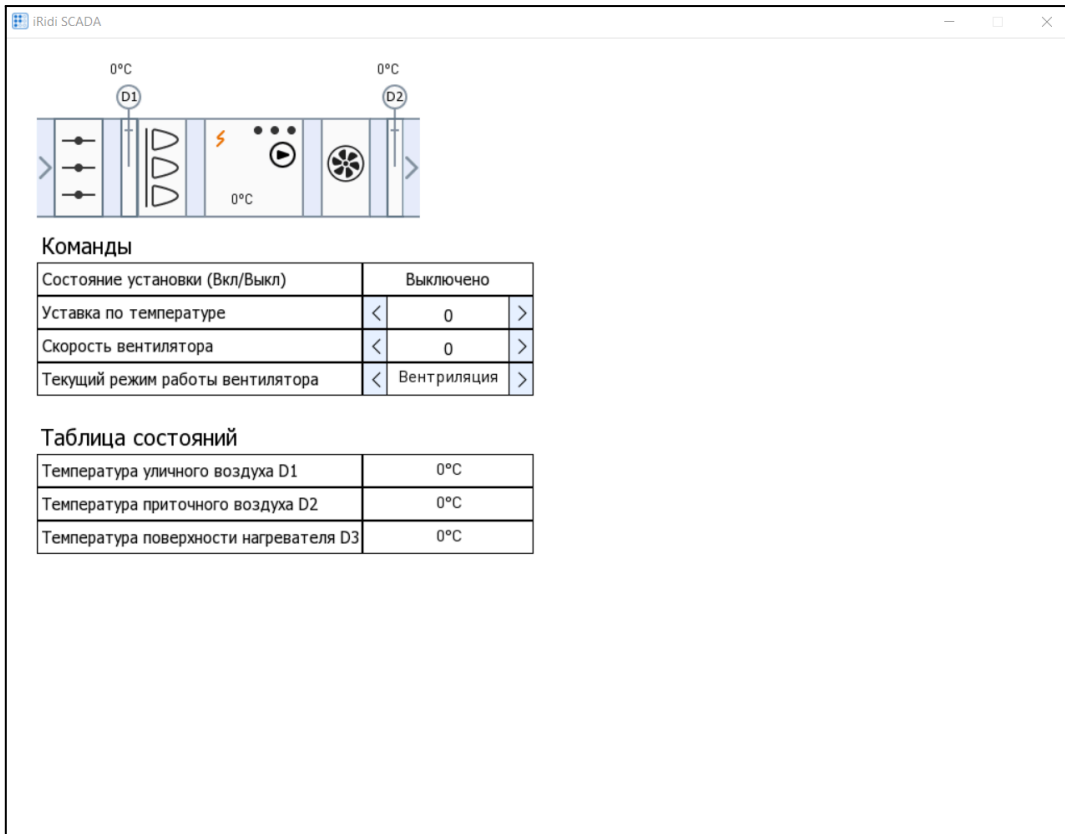 iRidi SCADA
0°C 0°C
D1 D2
0°C
Команды
Состояние установки (Вкл/Выкл) Выключено
Уставка по температуре 0
Скорость вентилятора 0
Текущий режим работы вентилятора Вентриляция
Таблица состояний
Температура уличного воздуха D1 0°C
Температура приточного воздуха D2 0°C
Температура поверхности нагревателя D3 0°C